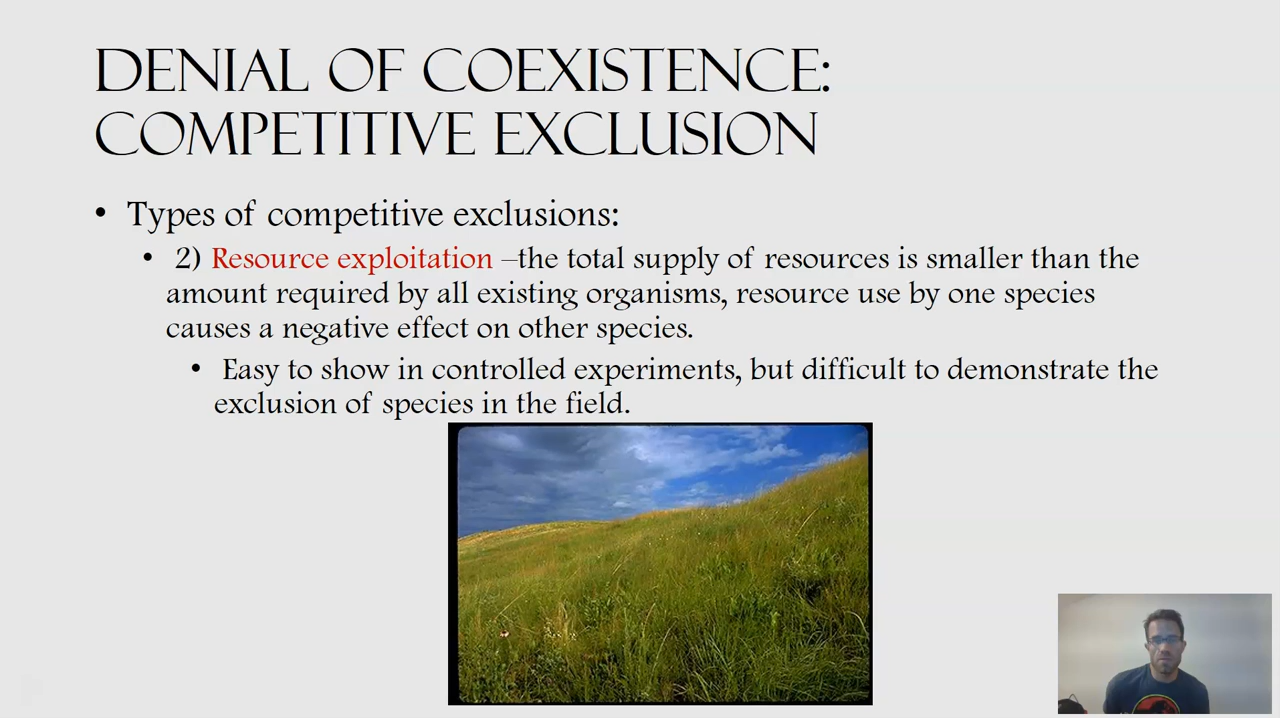 DENIAL OF COEXISTENCE:
COMPETITIVE EXCLUSION
• Types of competitive exclusions:
• 2) Resource exploitation –the total supply of resources is smaller than the
amount required by all existing organisms, resource use by one species
causes a negative effect on other species.
• Easy to show in controlled experiments, but difficult to demonstrate the
exclusion of species in the field.